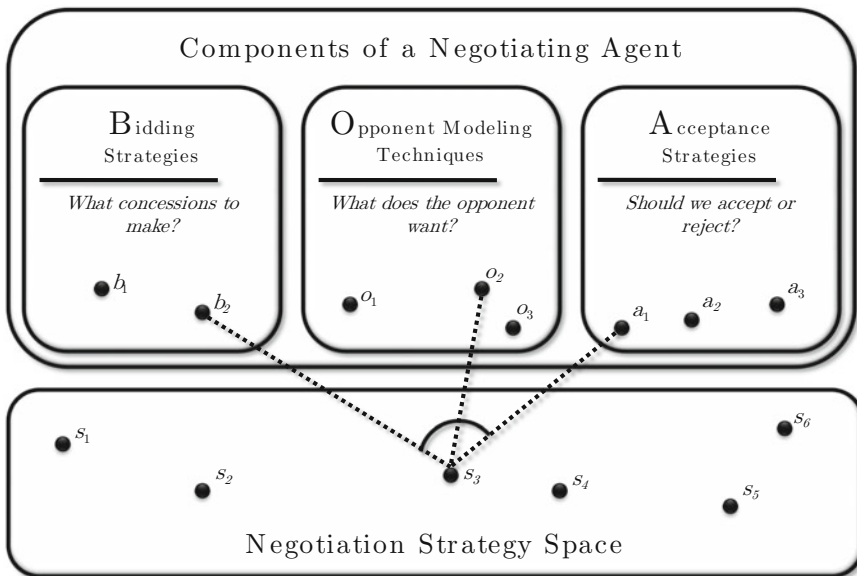 Components of a Negotiating Agent
Bidding
Strategies
What concessions to
make?
b1
b2
Opponent Modeling
Techniques
What does the opponent
want?
o1
o2
o3
Acceptance
Strategies
Should we accept or
reject?
a1
a2
a3
s1
s2
s3
s4
s5
s6
Negotiation Strategy Space